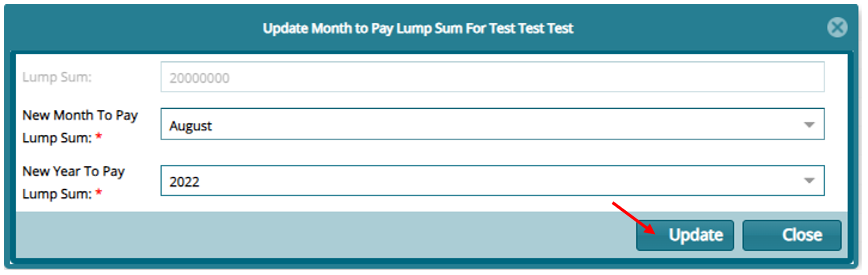 Update Month to Pay Lump Sum For Test Test Test
Lump Sum: 20000000
New Month To Pay
Lump Sum: * August
New Year To Pay
Lump Sum: * 2022
Update Close